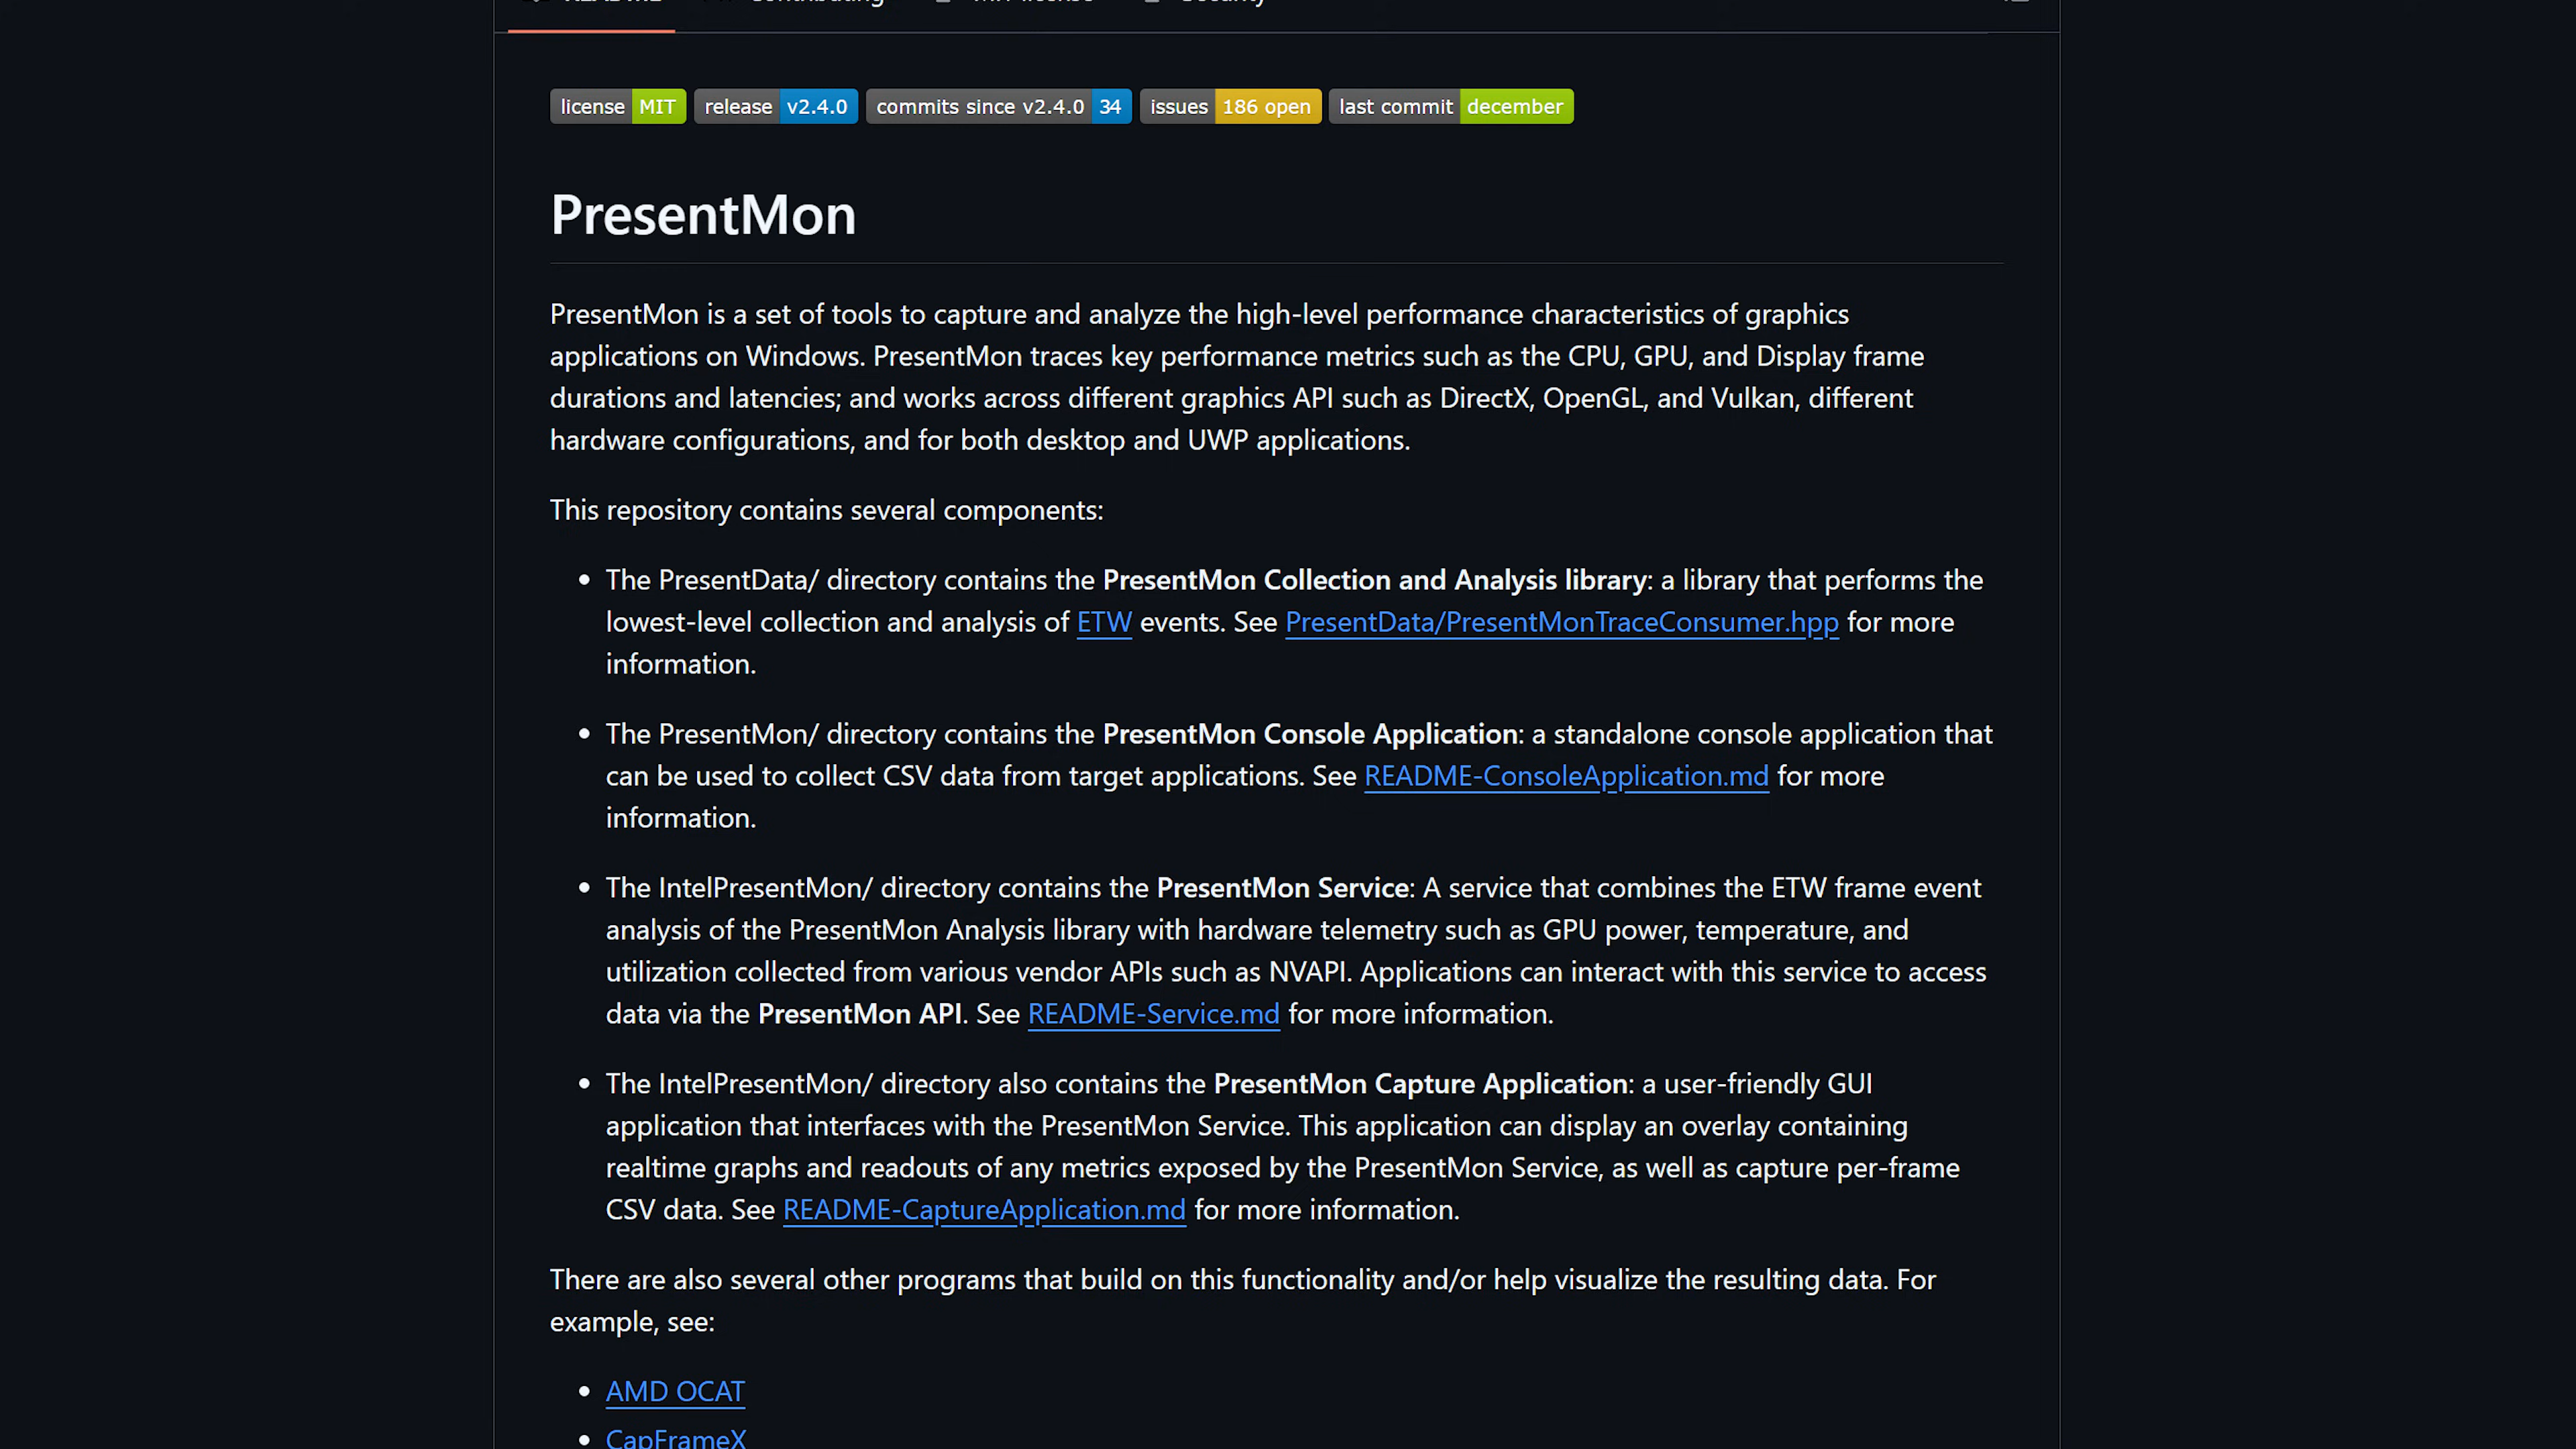 README Contributing MIT license Security
license MIT release v2.4.0 commits since v2.4.0 34 issues 186 open last commit december
PresentMon
PresentMon is a set of tools to capture and analyze the high-level performance characteristics of graphics
applications on Windows. PresentMon traces key performance metrics such as the CPU, GPU, and Display frame
durations and latencies; and works across different graphics API such as DirectX, OpenGL, and Vulkan, different
hardware configurations, and for both desktop and UWP applications.
This repository contains several components:
• The PresentData/ directory contains the PresentMon Collection and Analysis library: a library that performs the
lowest-level collection and analysis of ETW events. See PresentData/PresentMonTraceConsumer.hpp for more
information.
• The PresentMon/ directory contains the PresentMon Console Application: a standalone console application that
can be used to collect CSV data from target applications. See README-ConsoleApplication.md for more
information.
• The IntelPresentMon/ directory contains the PresentMon Service: A service that combines the ETW frame event
analysis of the PresentMon Analysis library with hardware telemetry such as GPU power, temperature, and
utilization collected from various vendor APIs such as NVAPI. Applications can interact with this service to access
data via the PresentMon API. See README-Service.md for more information.
• The IntelPresentMon/ directory also contains the PresentMon Capture Application: a user-friendly GUI
application that interfaces with the PresentMon Service. This application can display an overlay containing
realtime graphs and readouts of any metrics exposed by the PresentMon Service, as well as capture per-frame
CSV data. See README-CaptureApplication.md for more information.
There are also several other programs that build on this functionality and/or help visualize the resulting data. For
example, see:
• AMD OCAT
• CapFrameX